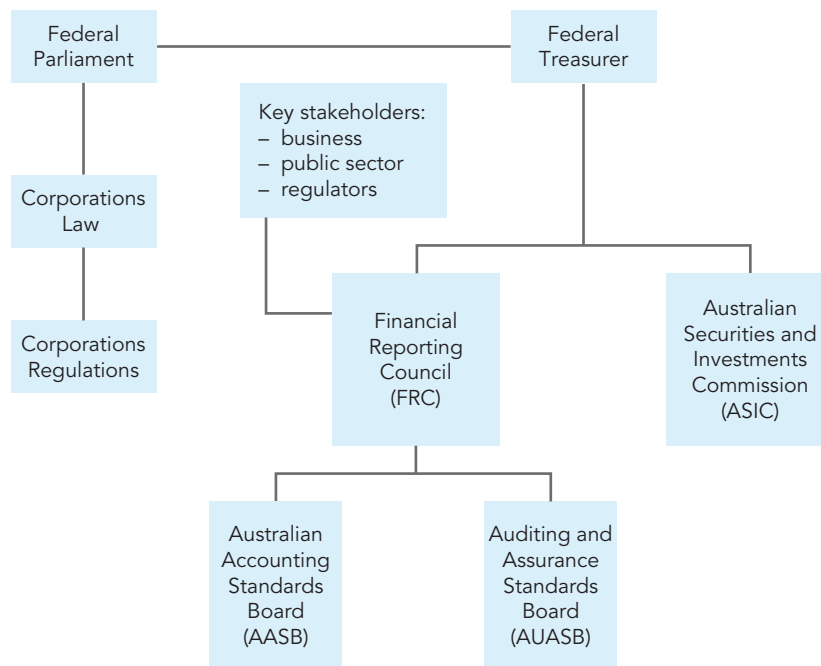 Federal
Parliament
Federal
Treasurer
Key stakeholders:
– business
– public sector
– regulators
Corporations
Law
Corporations
Regulations
Financial
Reporting
Council
(FRC)
Australian
Securities and
Investments
Commission
(ASIC)
Australian
Accounting
Standards
Board
(AASB)
Auditing and
Assurance
Standards
Board
(AUASB)